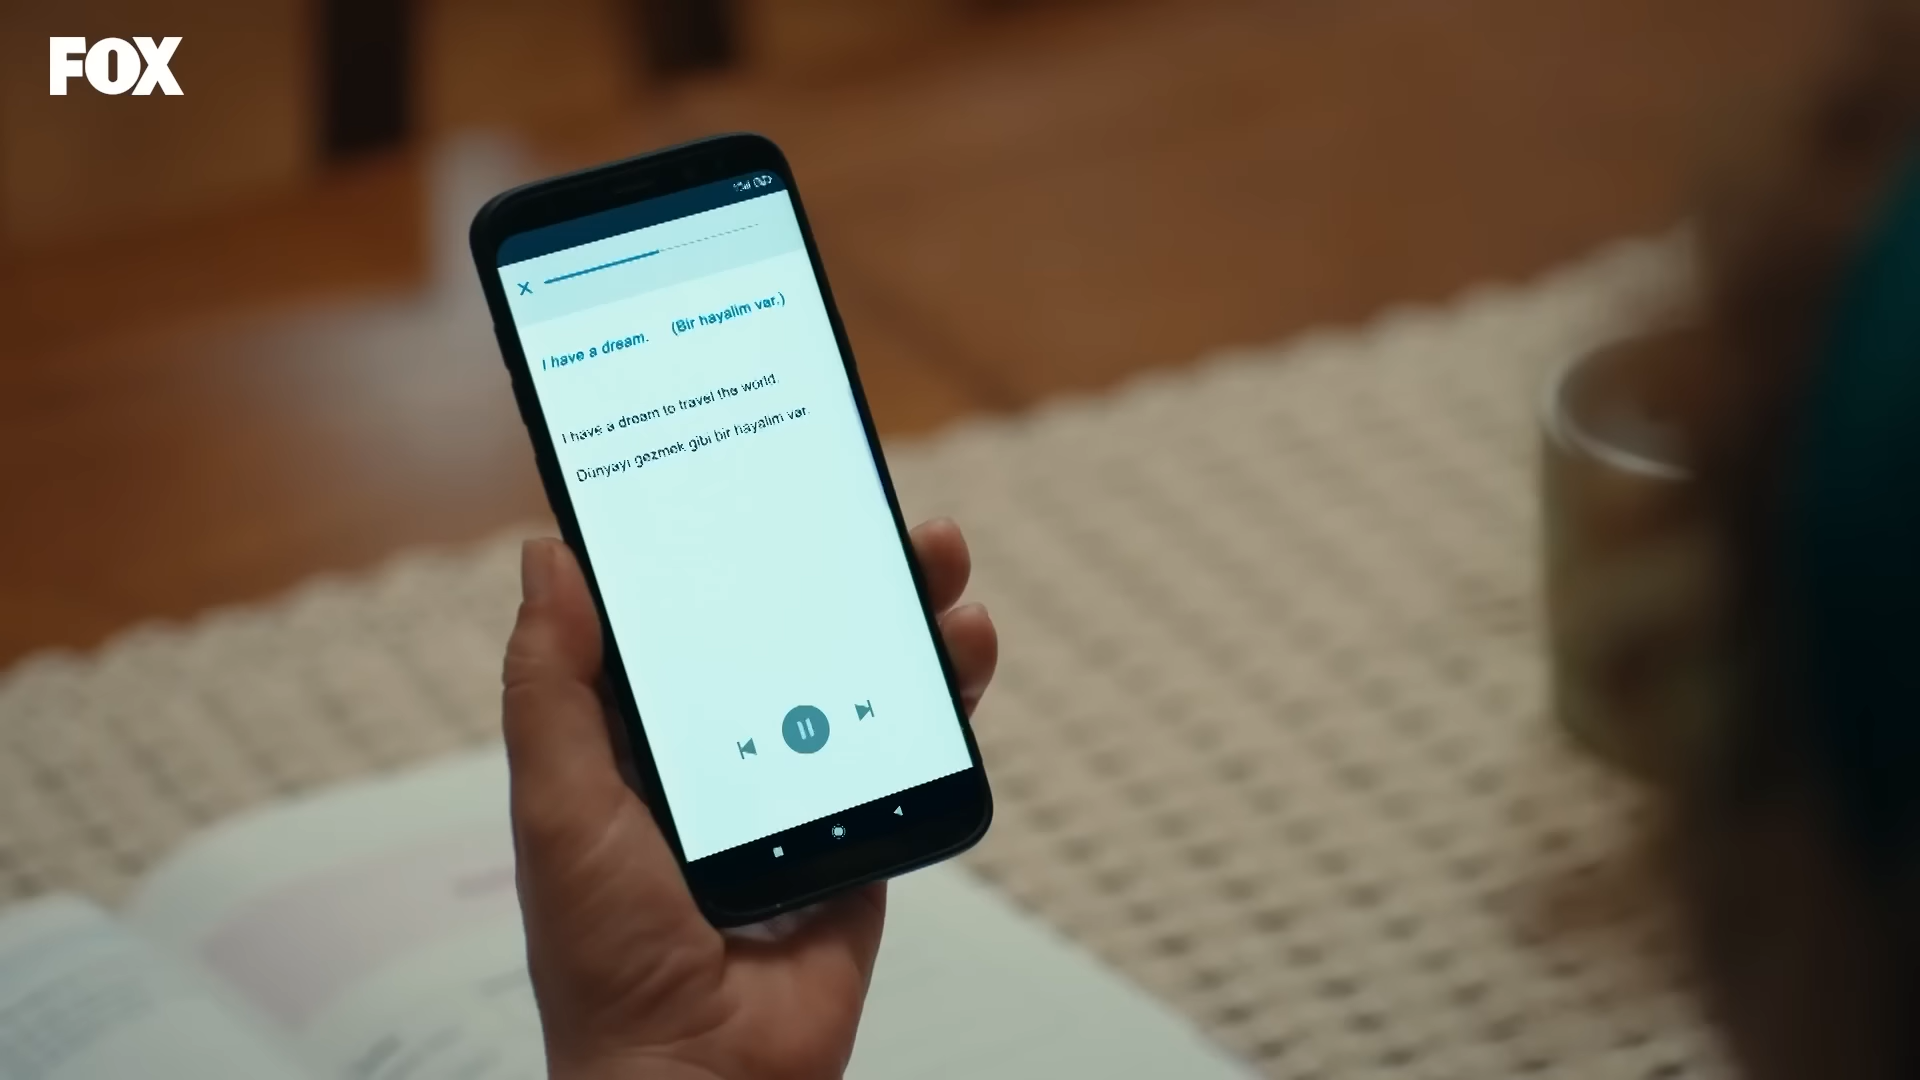 FOX
I have a dream. (Bir hayalim var.)
I have a dream to travel the world.
Dünyayı gezmek gibi bir hayalim var.